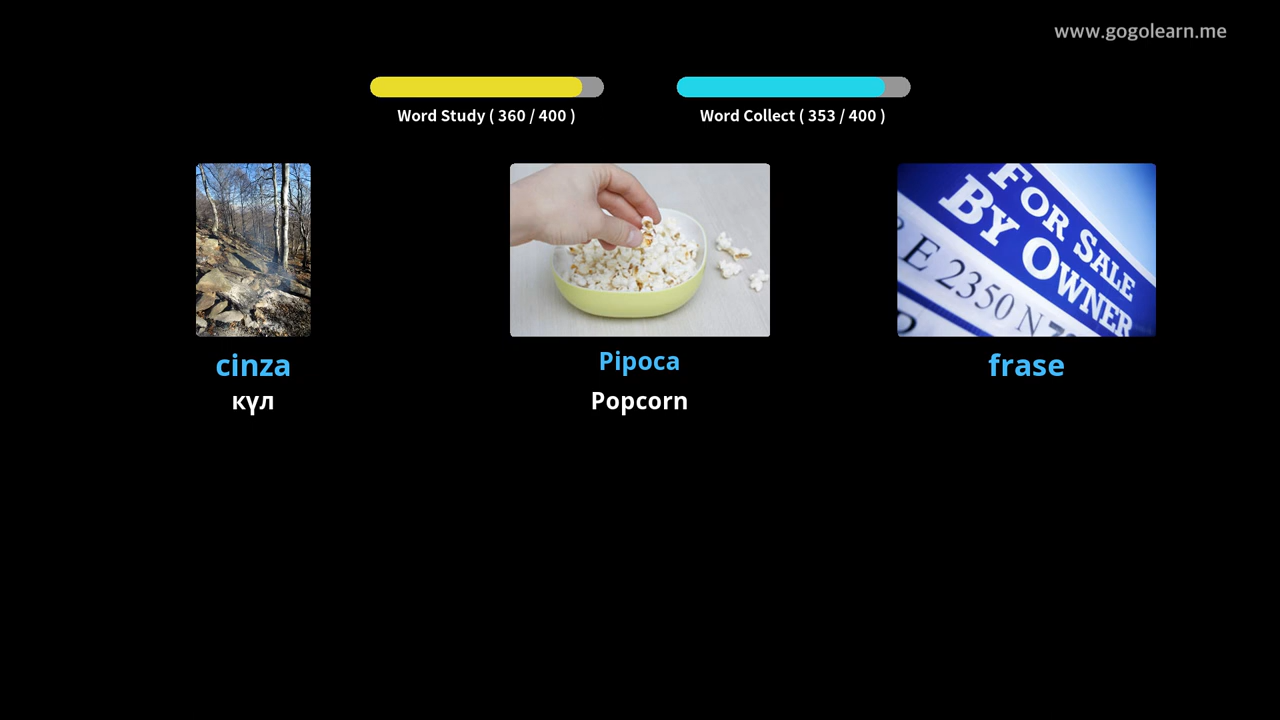 www.gogolearn.me
Word Study ( 360 / 400 )
Word Collect ( 353 / 400 )
FOR SALE
BY OWNER
E 2350 N
cinza
күл
Pipoca
Popcorn
frase